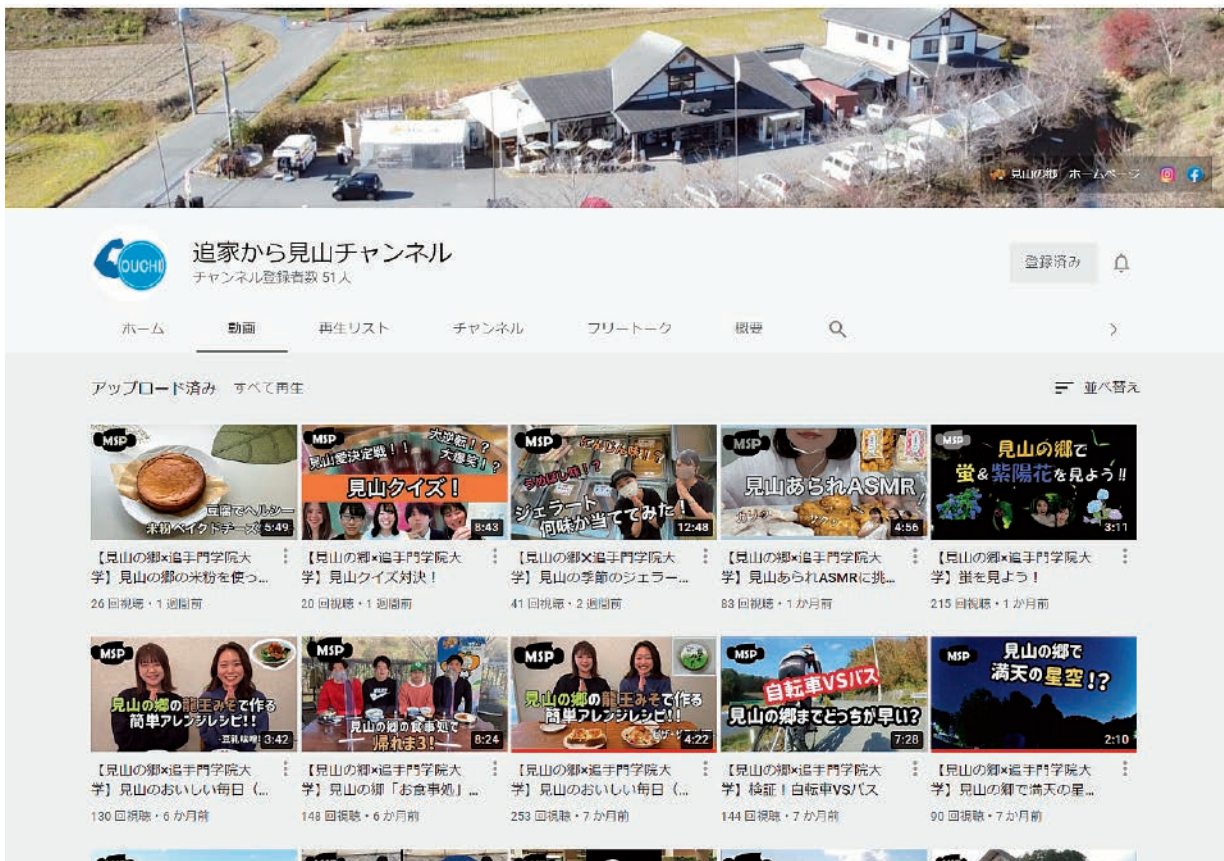 見山の郷 ホームページ
OUCHI
追家から見山チャンネル
チャンネル登録者数 51人
登録済み
ホーム 動画 再生リスト チャンネル フリートーク 概要
アップロード済み すべて再生
並べ替え
MSP
豆腐でヘルシー
米粉ベイクドチーズ
5:49
【見山の郷×追手門学院大
学】見山の郷の米粉を使っ...
26 回視聴・1 週間前
MSP
見山愛決定戦!!
大逆転!?
大爆笑!?
見山クイズ!
8:43
【見山の郷×追手門学院大
学】見山クイズ対決!
20 回視聴・1 週間前
MSP
にんじん味!?
うめぼし味!?
ジェラート
何味か当ててみた!
12:48
【見山の郷×追手門学院大
学】見山の季節のジェラー...
41 回視聴・2 週間前
MSP
見山あられASMR
カリッ
サクッ
4:56
【見山の郷×追手門学院大
学】見山あられASMRに挑...
83 回視聴・1 か月前
MSP
見山の郷で
蛍&紫陽花を見よう!!
3:11
【見山の郷×追手門学院大
学】蛍を見よう!
215 回視聴・1 か月前
MSP
見山の郷の龍王みそで作る
簡単アレンジレシピ!!
3:42
【見山の郷×追手門学院大
学】見山のおいしい毎日(...
130 回視聴・6 か月前
MSP
見山の郷の食事処で
帰れま3!
8:24
【見山の郷×追手門学院大
学】見山の郷「お食事処」...
148 回視聴・6 か月前
MSP
見山の郷の龍王みそで作る
簡単アレンジレシピ!!
4:22
【見山の郷×追手門学院大
学】見山のおいしい毎日(...
253 回視聴・7 か月前
MSP
自転車VSバス
見山の郷までどっちが早い?
7:28
【見山の郷×追手門学院大
学】検証!自転車VSバス
144 回視聴・7 か月前
MSP
見山の郷で
満天の星空!?
2:10
【見山の郷×追手門学院大
学】見山の郷で満天の星...
90 回視聴・7 か月前